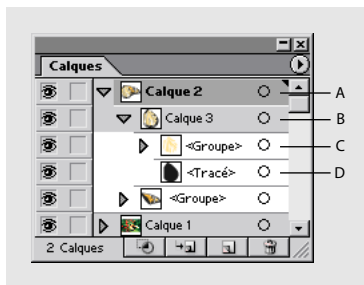 Calques
Calque 2 A
Calque 3 B
<Groupe> C
<Tracé> D
<Groupe>
Calque 1
2 Calques